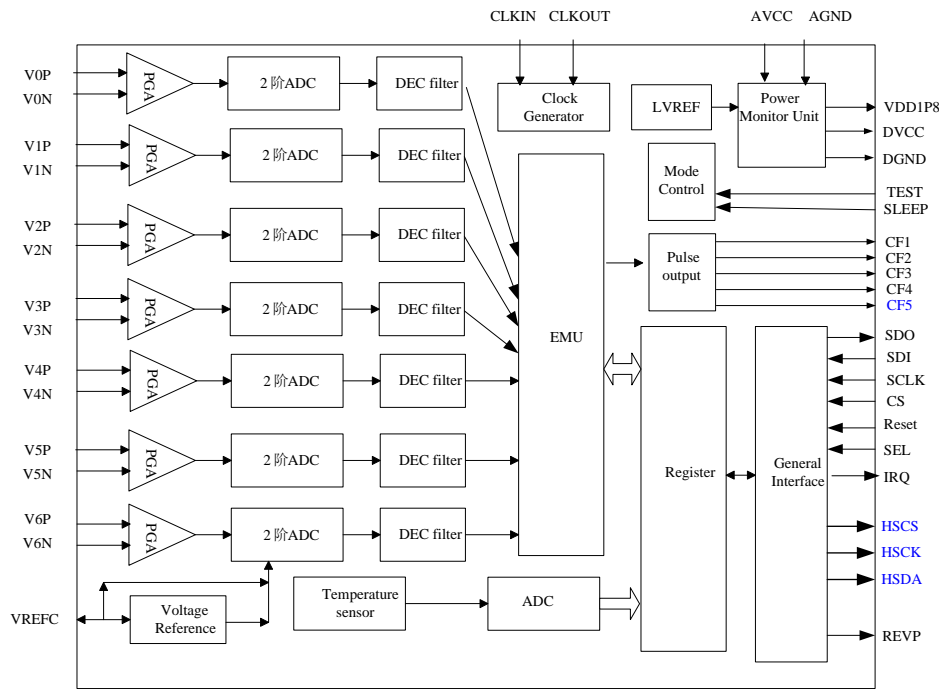 CLKIN CLKOUT AVCC AGND
V0P
V0N
PGA
2 阶ADC
DEC filter
Clock
Generator
LVREF
Power
Monitor Unit
VDD1P8
DVCC
DGND
V1P
V1N
PGA
2 阶ADC
DEC filter
Mode
Control
TEST
SLEEP
V2P
V2N
PGA
2 阶ADC
DEC filter
Pulse
output
CF1
CF2
CF3
CF4
CF5
V3P
V3N
PGA
2 阶ADC
DEC filter
EMU
V4P
V4N
PGA
2 阶ADC
DEC filter
SDO
SDI
SCLK
CS
Reset
SEL
IRQ
V5P
V5N
PGA
2 阶ADC
DEC filter
Register
General
Interface
V6P
V6N
PGA
2 阶ADC
DEC filter
HSCS
HSCK
HSDA
VREFC
Voltage
Reference
Temperature
sensor
ADC
REVP